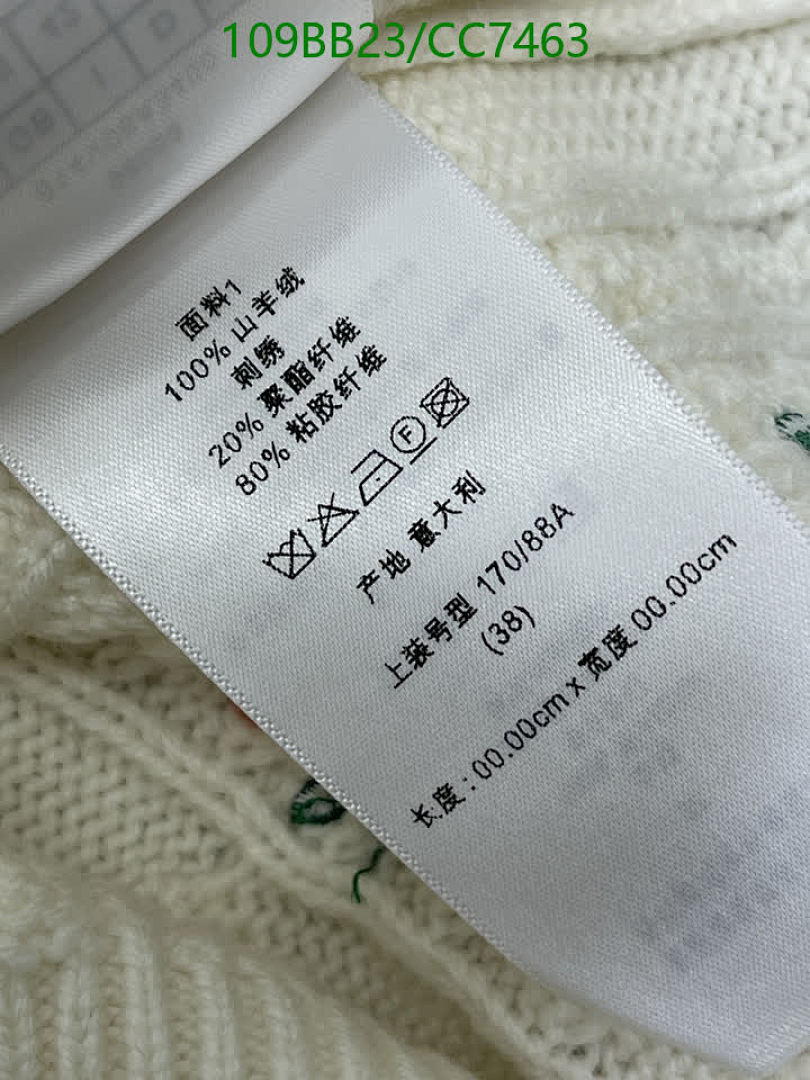 109BB23/CC7463
面料1
100% 山羊绒
刺绣
20% 聚酯纤维
80% 粘胶纤维
F
产地 意大利
上装号型 170/88A
(38)
长度：00.00cm x 宽度 00.00cm